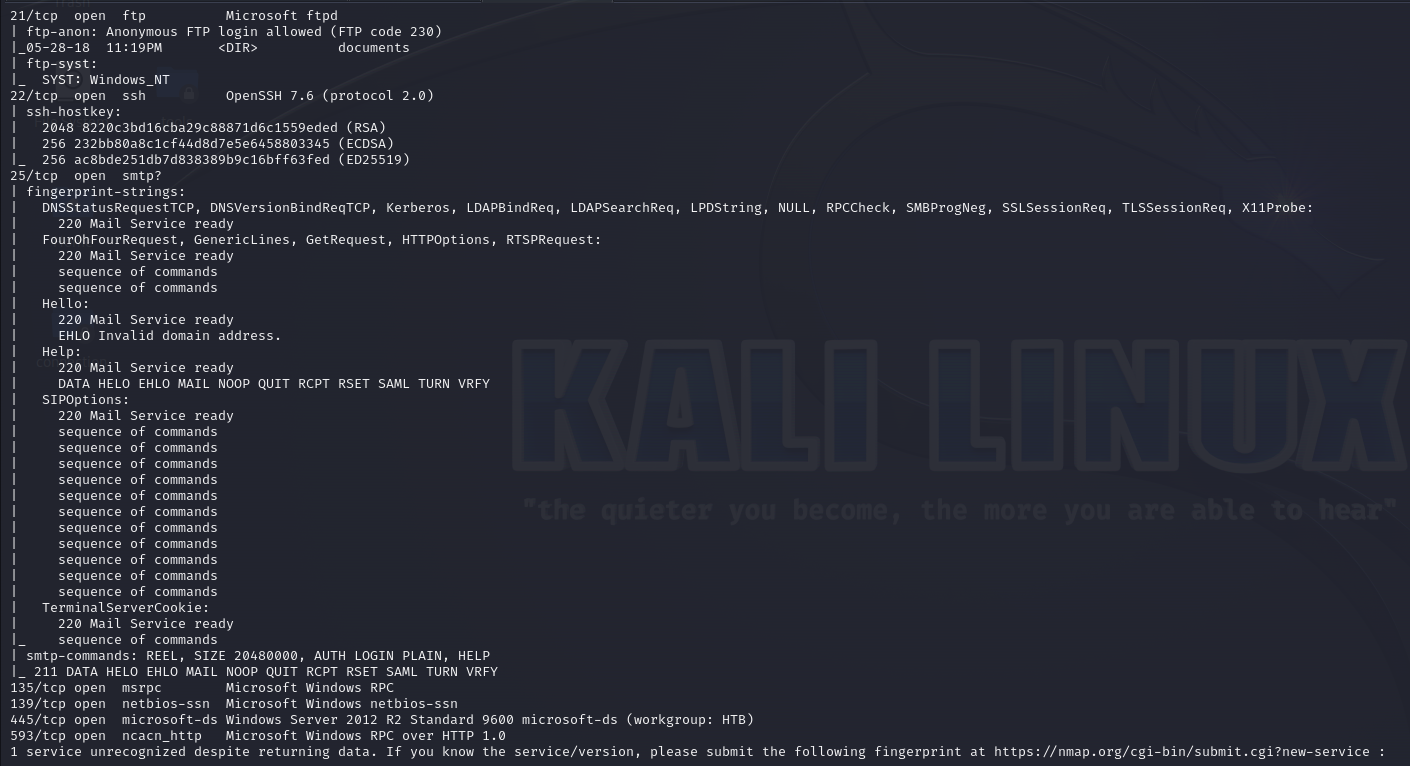 21/tcp  open  ftp          Microsoft ftpd
| ftp-anon: Anonymous FTP login allowed (FTP code 230)
|_05-28-18  11:19PM       <DIR>          documents
| ftp-syst:
|_  SYST: Windows_NT
22/tcp  open  ssh          OpenSSH 7.6 (protocol 2.0)
| ssh-hostkey:
|   2048 8220c3bd16cba29c88871d6c1559eded (RSA)
|   256 232bb80a8c1cf44d8d7e5e6458803345 (ECDSA)
|_  256 ac8bde251db7d838389b9c16bff63fed (ED25519)
25/tcp  open  smtp?
| fingerprint-strings:
|   DNSStatusRequestTCP, DNSVersionBindReqTCP, Kerberos, LDAPBindReq, LDAPSearchReq, LPDString, NULL, RPCCheck, SMBProgNeg, SSLSessionReq, TLSSessionReq, X11Probe:
|     220 Mail Service ready
|   FourOhFourRequest, GenericLines, GetRequest, HTTPOptions, RTSPRequest:
|     220 Mail Service ready
|     sequence of commands
|     sequence of commands
|   Hello:
|     220 Mail Service ready
|     EHLO Invalid domain address.
|   Help:
|     220 Mail Service ready
|     DATA HELO EHLO MAIL NOOP QUIT RCPT RSET SAML TURN VRFY
|   SIPOptions:
|     220 Mail Service ready
|     sequence of commands
|     sequence of commands
|     sequence of commands
|     sequence of commands
|     sequence of commands
|     sequence of commands
|     sequence of commands
|     sequence of commands
|     sequence of commands
|     sequence of commands
|     sequence of commands
|   TerminalServerCookie:
|     220 Mail Service ready
|_    sequence of commands
| smtp-commands: REEL, SIZE 20480000, AUTH LOGIN PLAIN, HELP
|_ 211 DATA HELO EHLO MAIL NOOP QUIT RCPT RSET SAML TURN VRFY
135/tcp open  msrpc        Microsoft Windows RPC
139/tcp open  netbios-ssn  Microsoft Windows netbios-ssn
445/tcp open  microsoft-ds Windows Server 2012 R2 Standard 9600 microsoft-ds (workgroup: HTB)
593/tcp open  ncacn_http   Microsoft Windows RPC over HTTP 1.0
1 service unrecognized despite returning data. If you know the service/version, please submit the following fingerprint at https://nmap.org/cgi-bin/submit.cgi?new-service :
KALI LINUX
"the quieter you become, the more you are able to hear"